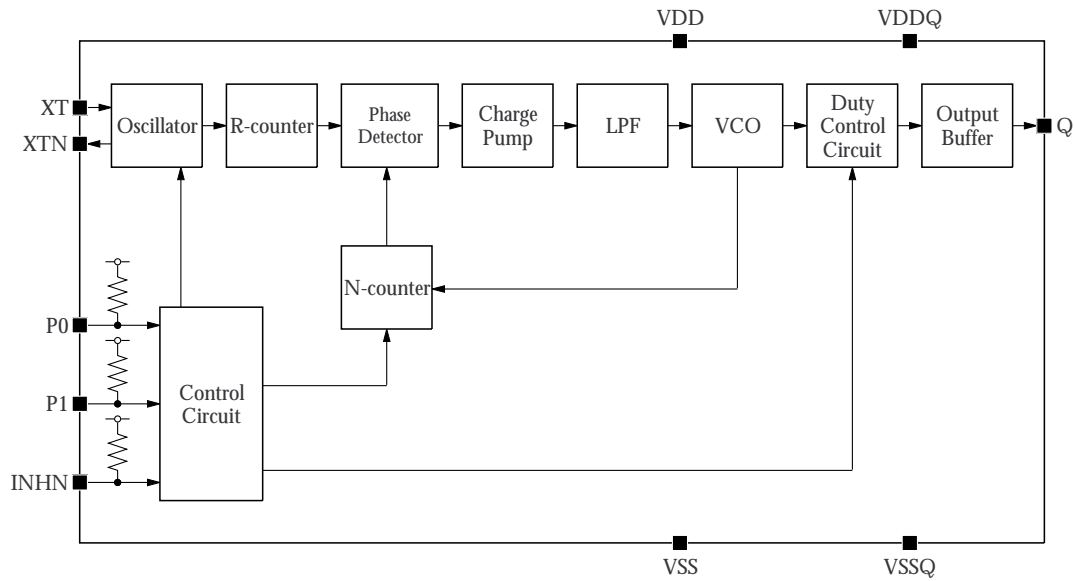 VDD
VDDQ
XT
XTN
Oscillator
R-counter
Phase
Detector
Charge
Pump
LPF
VCO
Duty
Control
Circuit
Output
Buffer
Q
N-counter
P0
P1
INHN
Control
Circuit
VSS
VSSQ